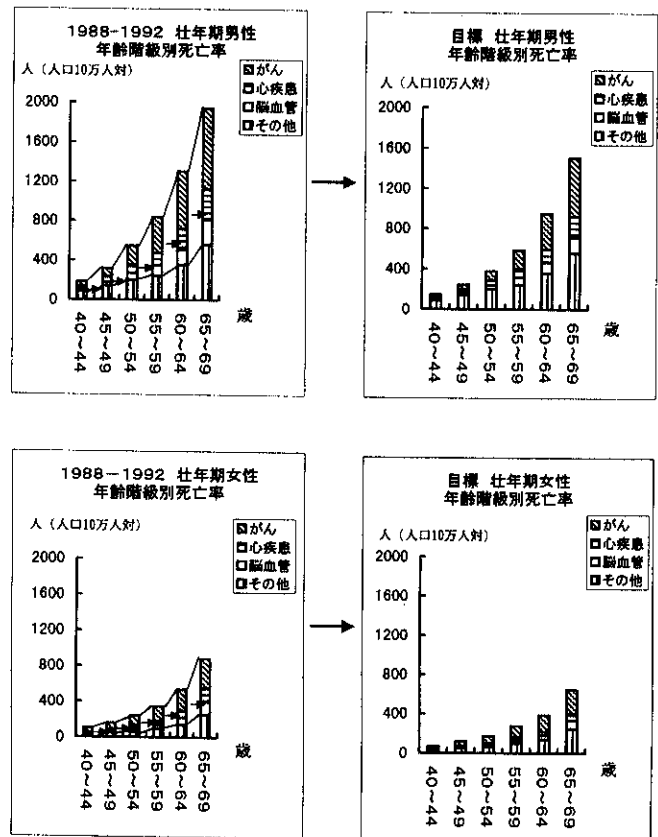 1988-1992 壮年期男性
年齢階級別死亡率
人（人口10万人対）
がん
心疾患
脳血管
その他
2000
1600
1200
800
400
0
40～44
45～49
50～54
55～59
60～64
65～69
歳
目標 壮年期男性
年齢階級別死亡率
人（人口10万人対）
がん
心疾患
脳血管
その他
2000
1600
1200
800
400
0
40～44
45～49
50～54
55～59
60～64
65～69
歳
1988－1992 壮年期女性
年齢階級別死亡率
人（人口10万人対）
がん
心疾患
脳血管
その他
2000
1600
1200
800
400
0
40～44
45～49
50～54
55～59
60～64
65～69
歳
目標 壮年期女性
年齢階級別死亡率
人（人口10万人対）
がん
心疾患
脳血管
その他
2000
1600
1200
800
400
0
40～44
45～49
50～54
55～59
60～64
65～69
歳